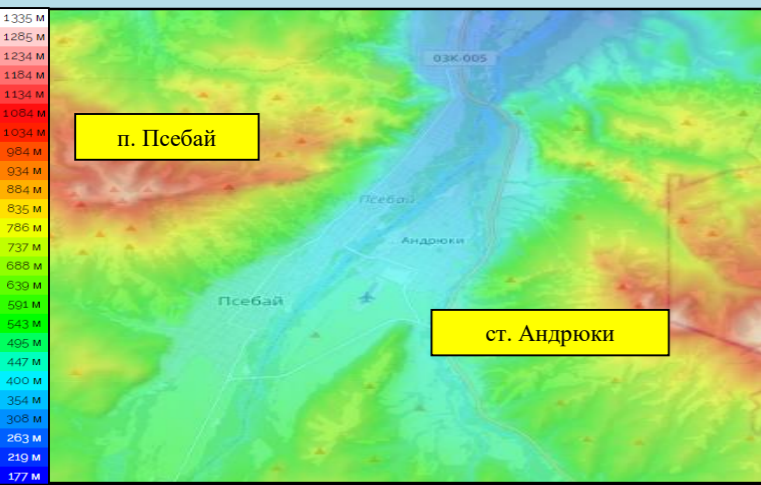 1335 м
1285 м
1234 м
1184 м
1134 м
1084 м
1034 м
984 м
934 м
884 м
835 м
786 м
737 м
688 м
639 м
591 м
543 м
495 м
447 м
400 м
354 м
308 м
263 м
219 м
177 м
03К-005
п. Псебай
Псебай
Андрюки
Псебай
ст. Андрюки